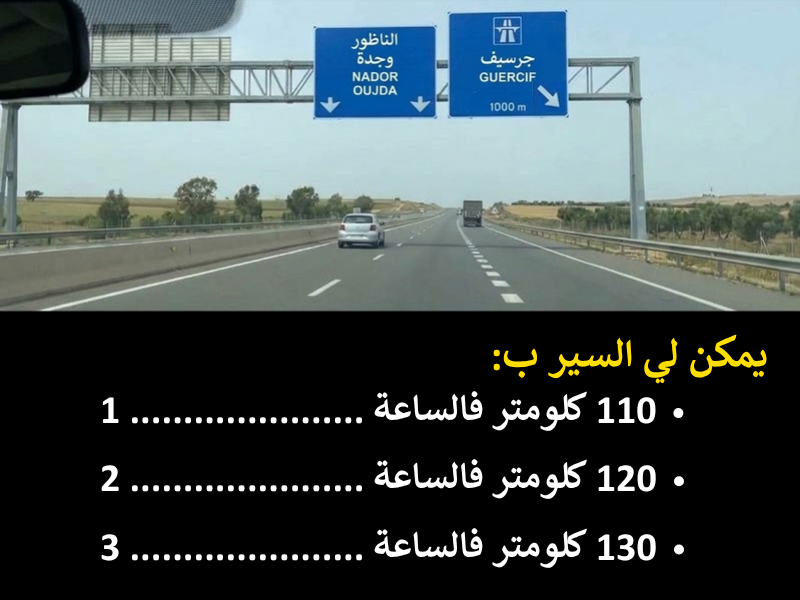 الناظور
وجدة
NADOR
OUJDA
جرسيف
GUERCIF
1000 m
يمكن لي السير ب:
• 110 كلومتر فالساعة ...................... 1
• 120 كلومتر فالساعة ...................... 2
• 130 كلومتر فالساعة ...................... 3